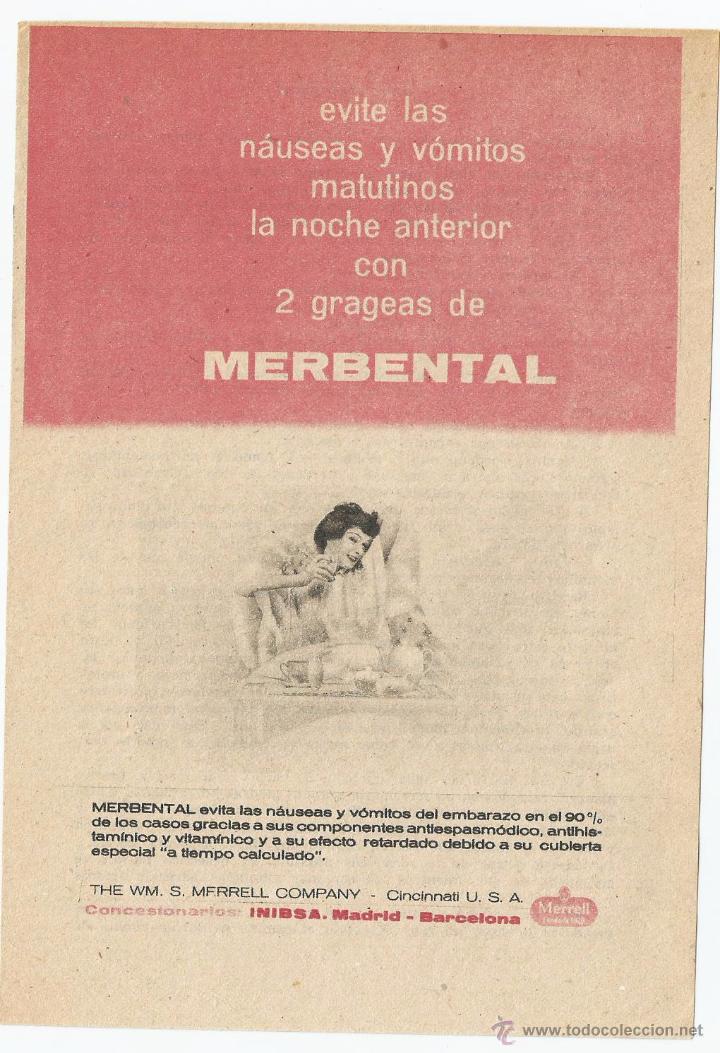 evite las
náuseas y vómitos
matutinos
la noche anterior
con
2 grageas de
MERBENTAL
MERBENTAL evita las náuseas y vómitos del embarazo en el 90%
de los casos gracias a sus componentes antiespasmódico, antihis-
tamínico y vitamínico y a su efecto retardado debido a su cubierta
especial "a tiempo calculado".
THE WM. S. MERRELL COMPANY - Cincinnati U. S. A.
Concesionarios: INIBSA. Madrid - Barcelona
Merrell
www.todocoleccion.net